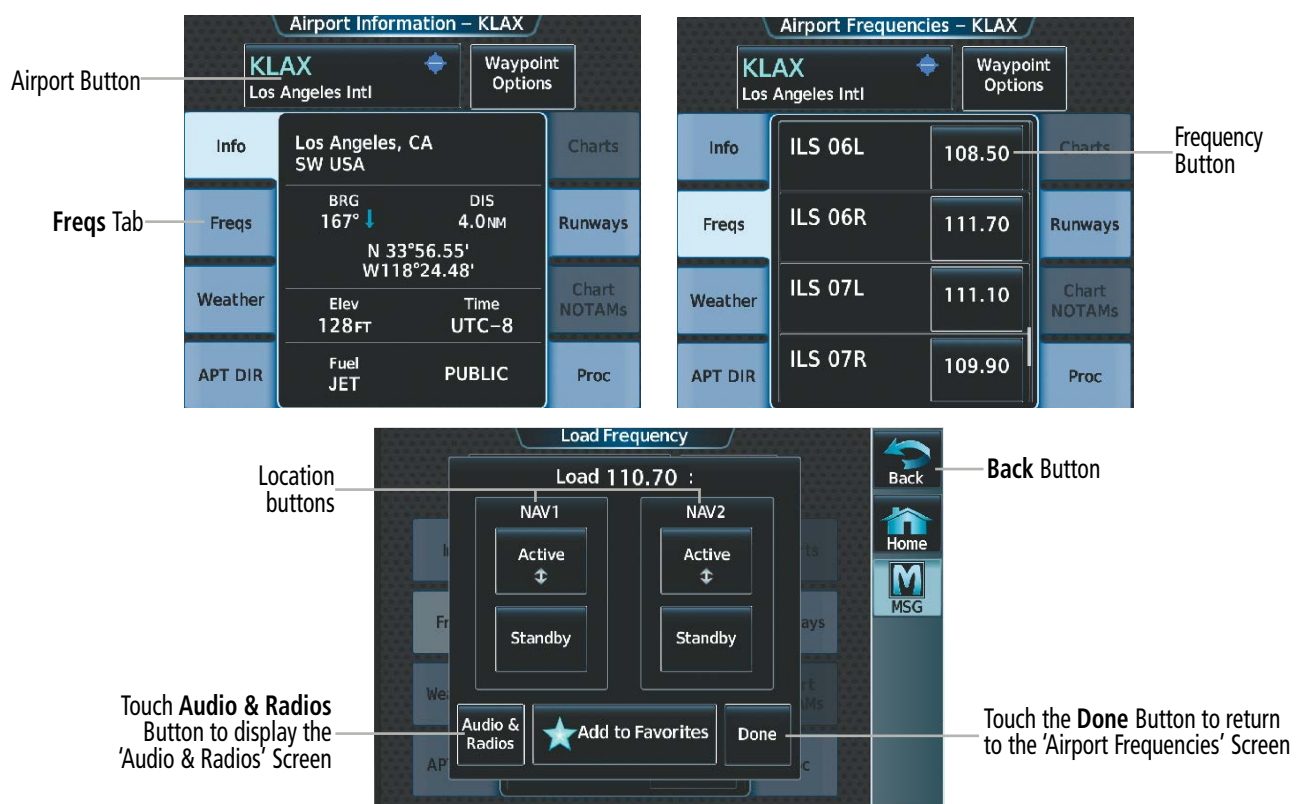 Airport Information – KLAX
Airport Button
KLAX
Los Angeles Intl
Waypoint
Options
Info
Freqs Tab
Freqs
Weather
APT DIR
Los Angeles, CA
SW USA
BRG
167°
DIS
4.0NM
N 33°56.55'
W118°24.48'
Elev
128FT
Time
UTC–8
Fuel
JET
PUBLIC
Charts
Runways
Chart
NOTAMs
Proc
Airport Frequencies – KLAX
KLAX
Los Angeles Intl
Waypoint
Options
Info
Freqs
Weather
APT DIR
ILS 06L
108.50
ILS 06R
111.70
ILS 07L
111.10
ILS 07R
109.90
Charts
Runways
Chart
NOTAMs
Proc
Frequency
Button
Load Frequency
Load 110.70 :
Location
buttons
NAV1
Active
Standby
NAV2
Active
Standby
Audio &
Radios
Add to Favorites
Done
Back
Home
MSG
Back Button
Touch Audio & Radios
Button to display the
'Audio & Radios' Screen
Touch the Done Button to return
to the 'Airport Frequencies' Screen